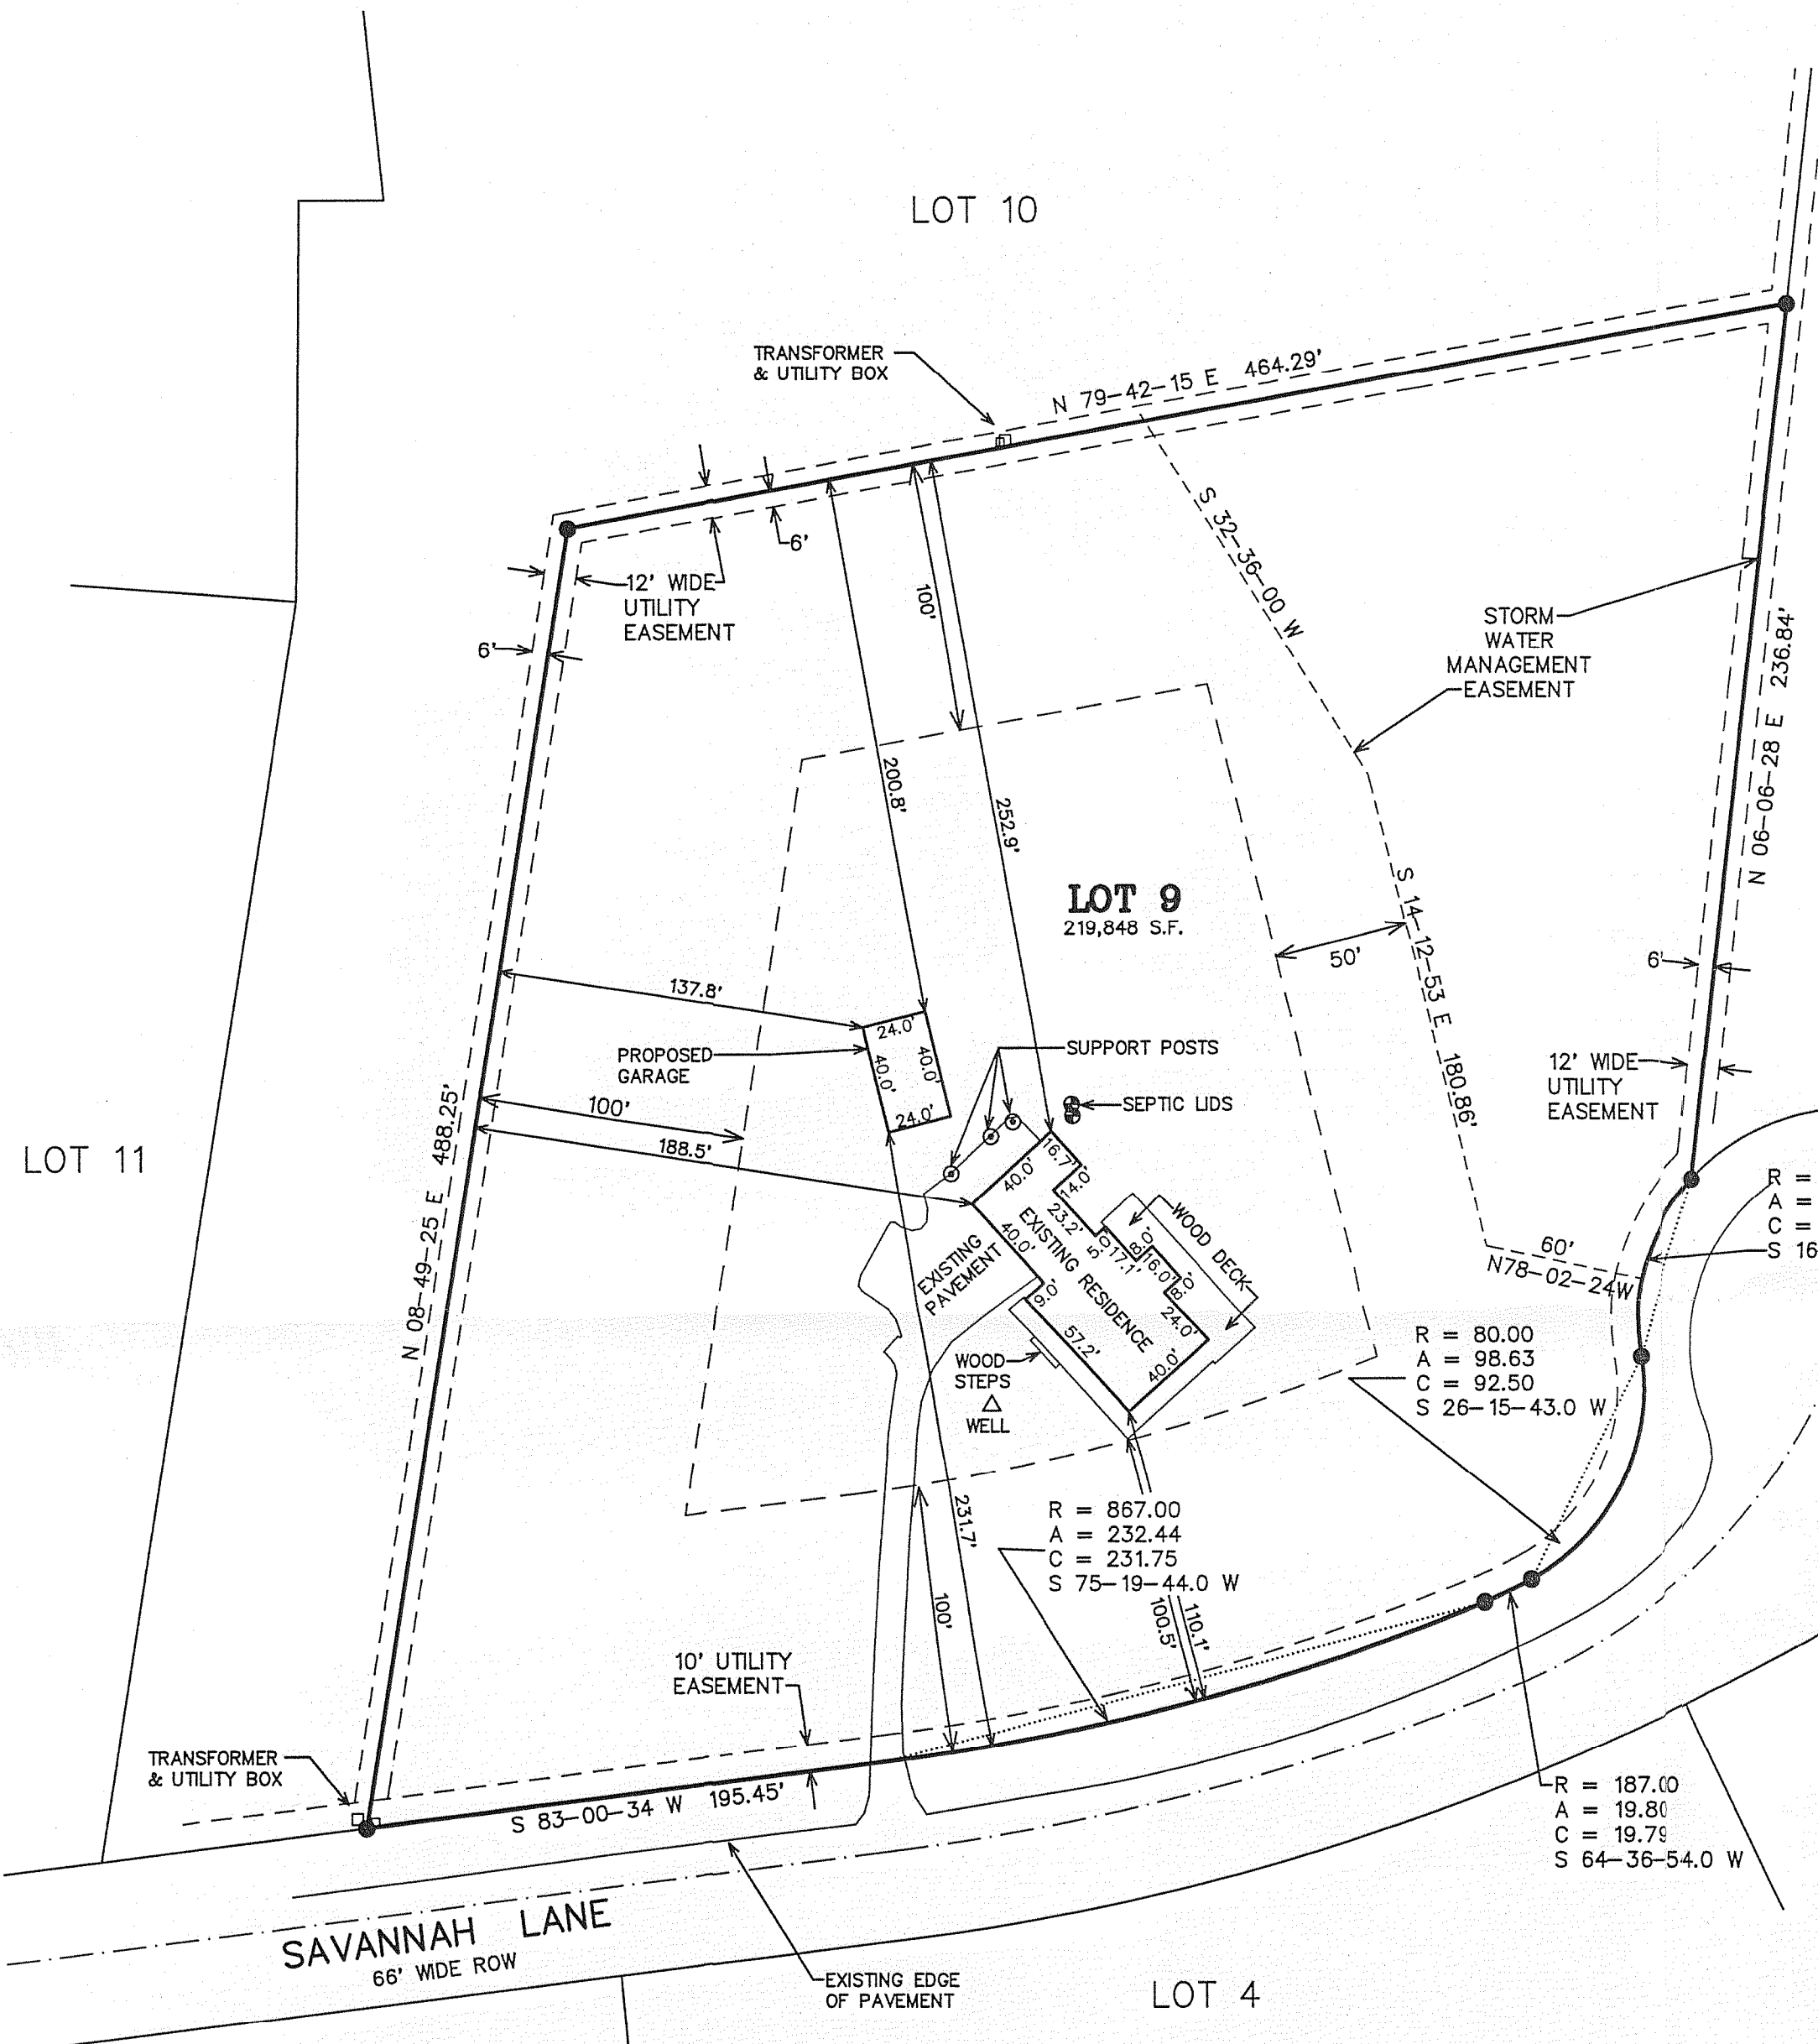 LOT 10
TRANSFORMER
& UTILITY BOX
N 79-42-15 E 464.29'
6'
12' WIDE
UTILITY
EASEMENT
6'
100'
S 32-36-00 W
STORM
WATER
MANAGEMENT
EASEMENT
N 06-06-28 E 236.84'
200.8'
252.9'
LOT 9
219,848 S.F.
50'
S 14-12-53 E 180.86'
6'
137.8'
24.0'
40.0'
40.0'
24.0'
PROPOSED
GARAGE
SUPPORT POSTS
SEPTIC LIDS
12' WIDE
UTILITY
EASEMENT
100'
188.5'
LOT 11
N 08-49-25 E 488.25'
R =
A =
C =
S 16
16.7'
40.0'
14.0'
23.2'
5.0'
17.1'
8.0'
16.0'
8.0'
24.0'
40.0'
57.2'
9.0'
40.0'
EXISTING
PAVEMENT
EXISTING RESIDENCE
WOOD DECK
60'
N78-02-24W
WOOD
STEPS
WELL
R = 80.00
A = 98.63
C = 92.50
S 26-15-43.0 W
231.7'
R = 867.00
A = 232.44
C = 231.75
S 75-19-44.0 W
100'
100.5'
110.1'
10' UTILITY
EASEMENT
TRANSFORMER
& UTILITY BOX
S 83-00-34 W 195.45'
R = 187.00
A = 19.80
C = 19.79
S 64-36-54.0 W
SAVANNAH LANE
66' WIDE ROW
EXISTING EDGE
OF PAVEMENT
LOT 4